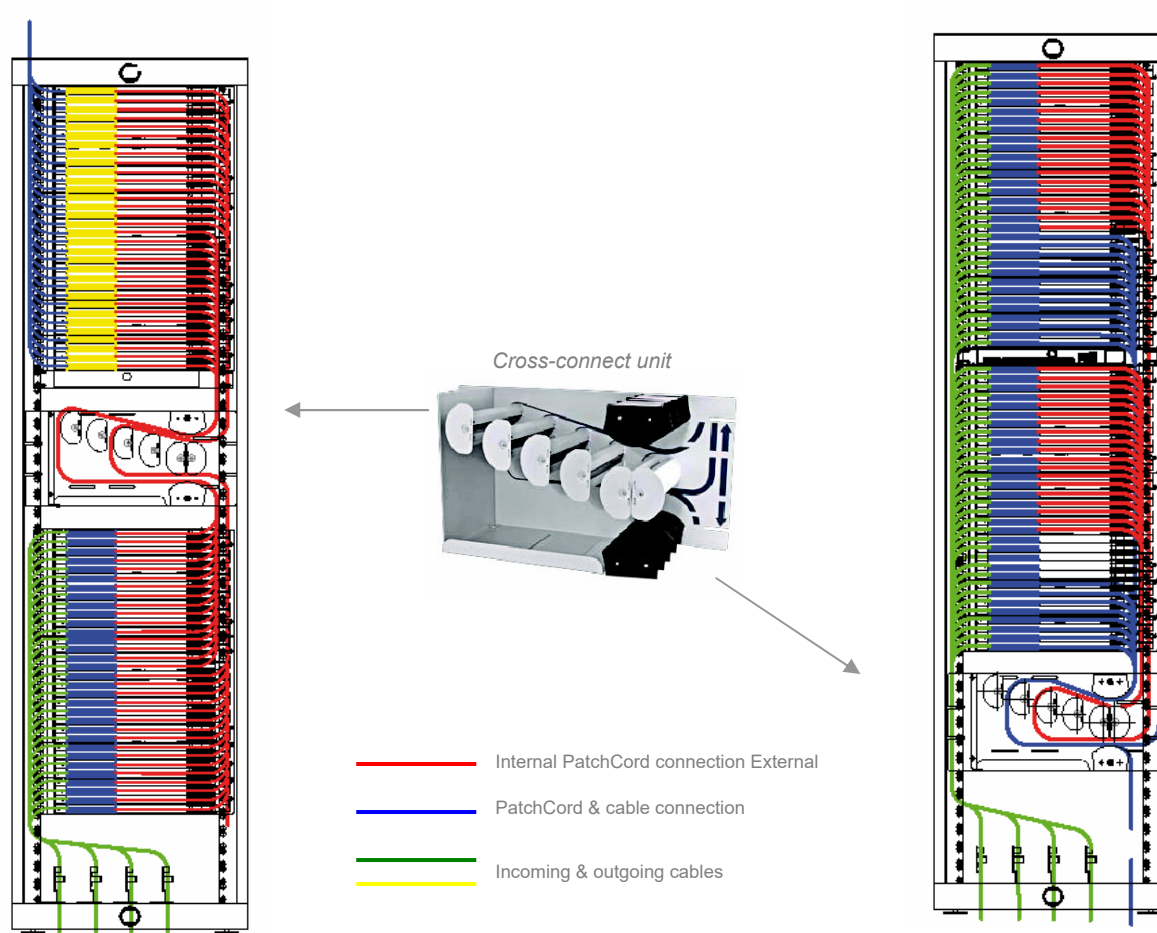 Cross-connect unit
Internal PatchCord connection External
PatchCord & cable connection
Incoming & outgoing cables